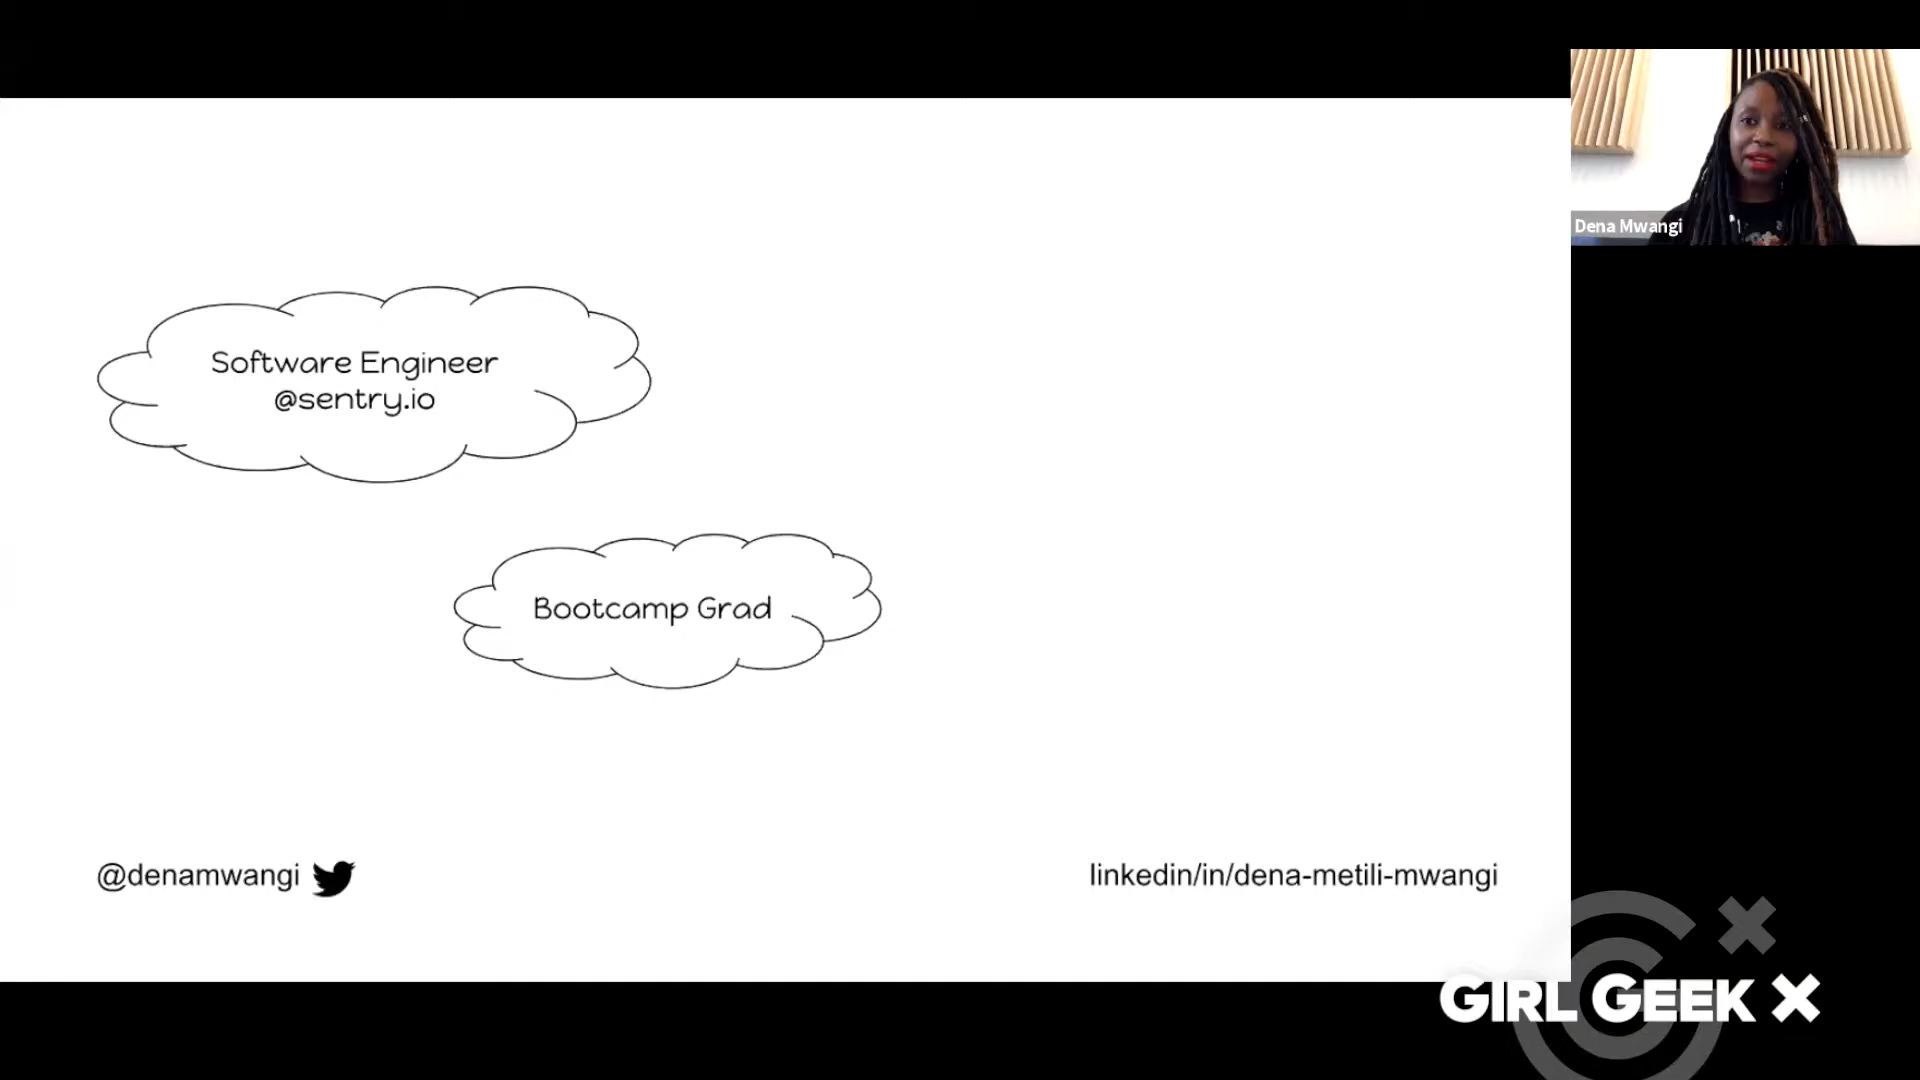 Dena Mwangi
Software Engineer
@sentry.io
Bootcamp Grad
@denamwangi
linkedin/in/dena-metili-mwangi
GIRL GEEK X